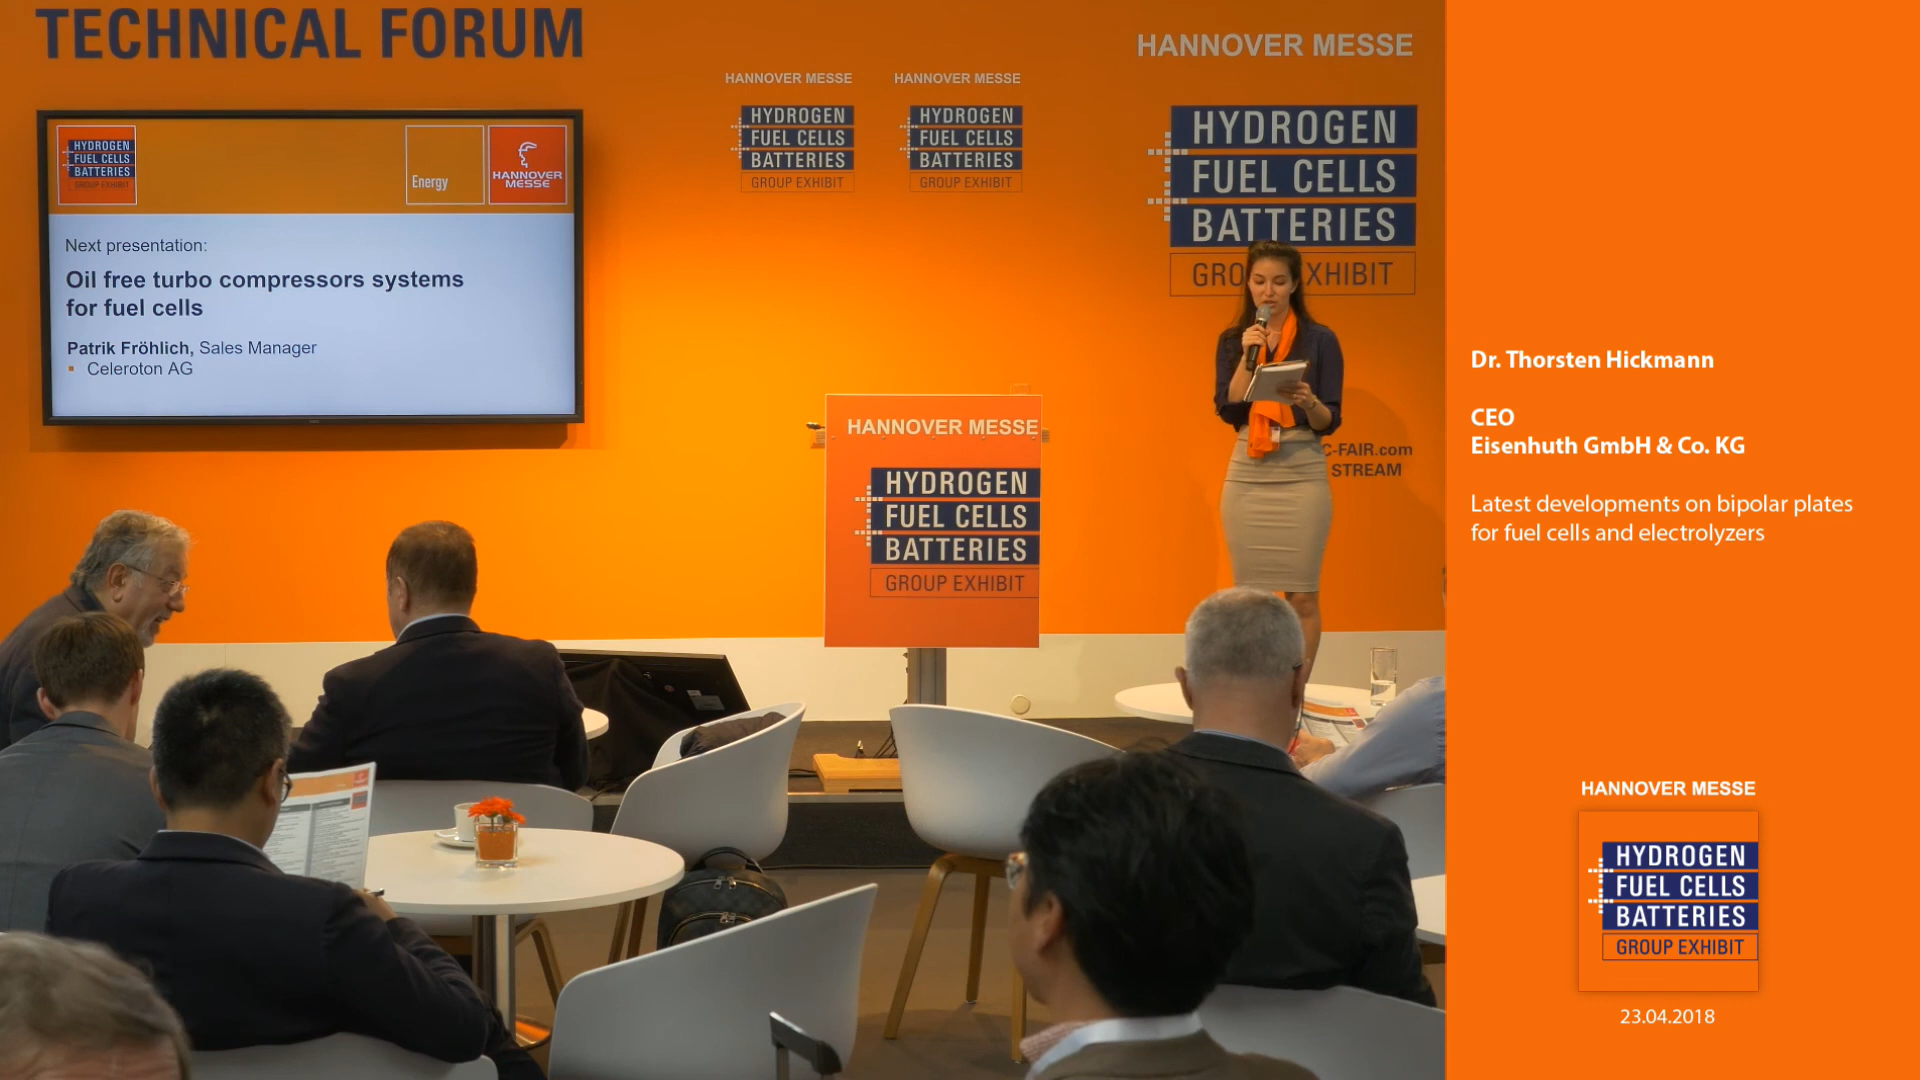 TECHNICAL FORUM
HYDROGEN
FUEL CELLS
BATTERIES
GROUP EXHIBIT
Energy
HANNOVER
MESSE
Next presentation:
Oil free turbo compressors systems
for fuel cells
Patrik Fröhlich, Sales Manager
Celeroton AG
HANNOVER MESSE
HYDROGEN
FUEL CELLS
BATTERIES
GROUP EXHIBIT
HANNOVER MESSE
HYDROGEN
FUEL CELLS
BATTERIES
GROUP EXHIBIT
HANNOVER MESSE
HYDROGEN
FUEL CELLS
BATTERIES
GRO XHIBIT
C-FAIR.com
STREAM
HANNOVER MESSE
HYDROGEN
FUEL CELLS
BATTERIES
GROUP EXHIBIT
Dr. Thorsten Hickmann
CEO
Eisenhuth GmbH & Co. KG
Latest developments on bipolar plates
for fuel cells and electrolyzers
HANNOVER MESSE
HYDROGEN
FUEL CELLS
BATTERIES
GROUP EXHIBIT
23.04.2018